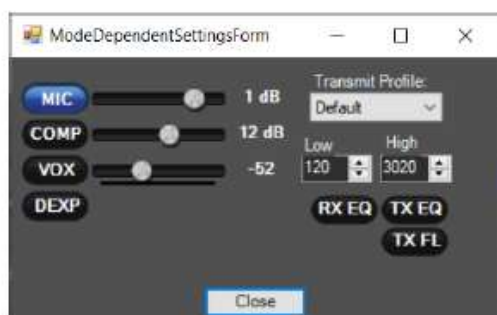 ModeDependentSettingsForm
Transmit Profile:
MIC 1 dB
Default
COMP 12 dB
Low High
VOX -52
120 3020
DEXP
RX EQ TX EQ
TX FL
Close